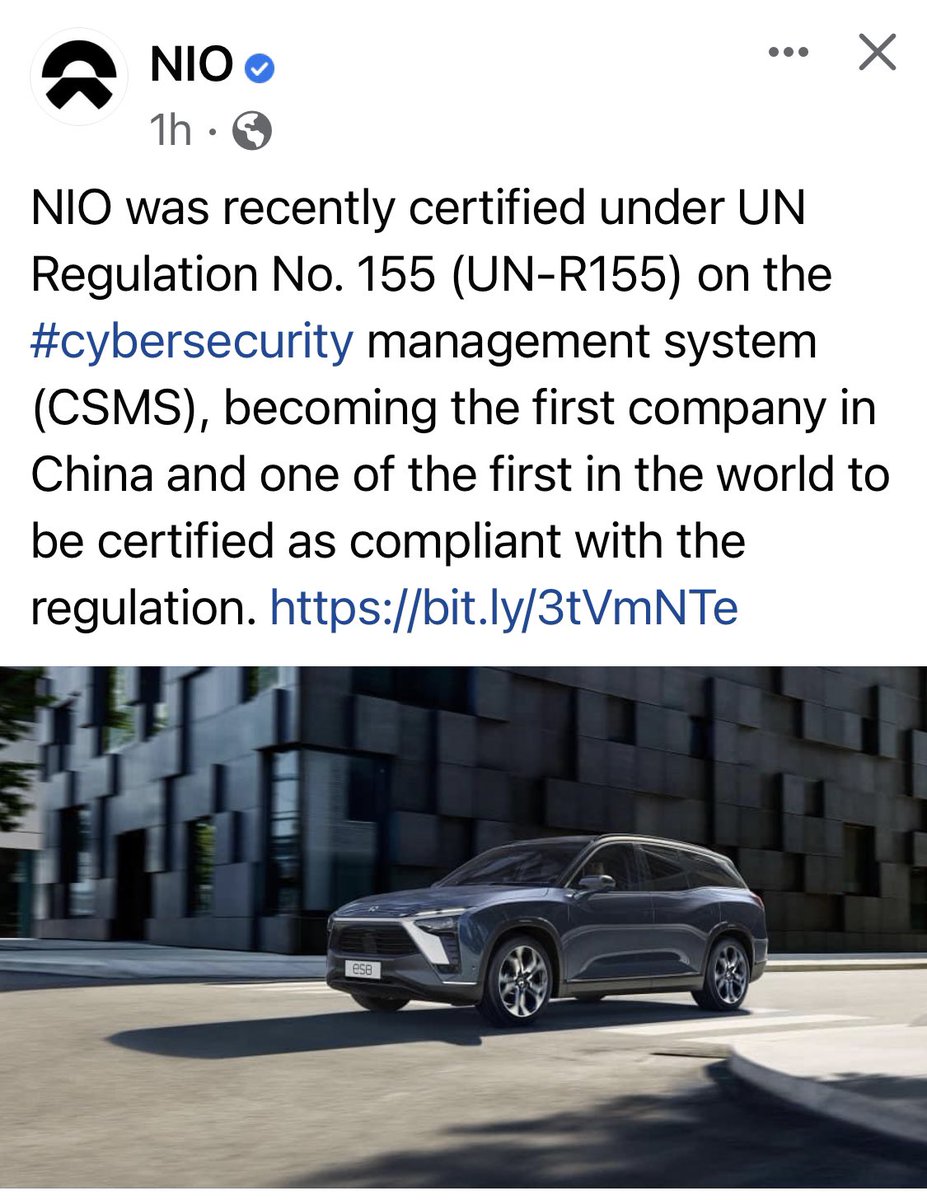 NIO
1h ·
NIO was recently certified under UN
Regulation No. 155 (UN-R155) on the
#cybersecurity management system
(CSMS), becoming the first company in
China and one of the first in the world to
be certified as compliant with the
regulation. https://bit.ly/3tVmNTe
eS8